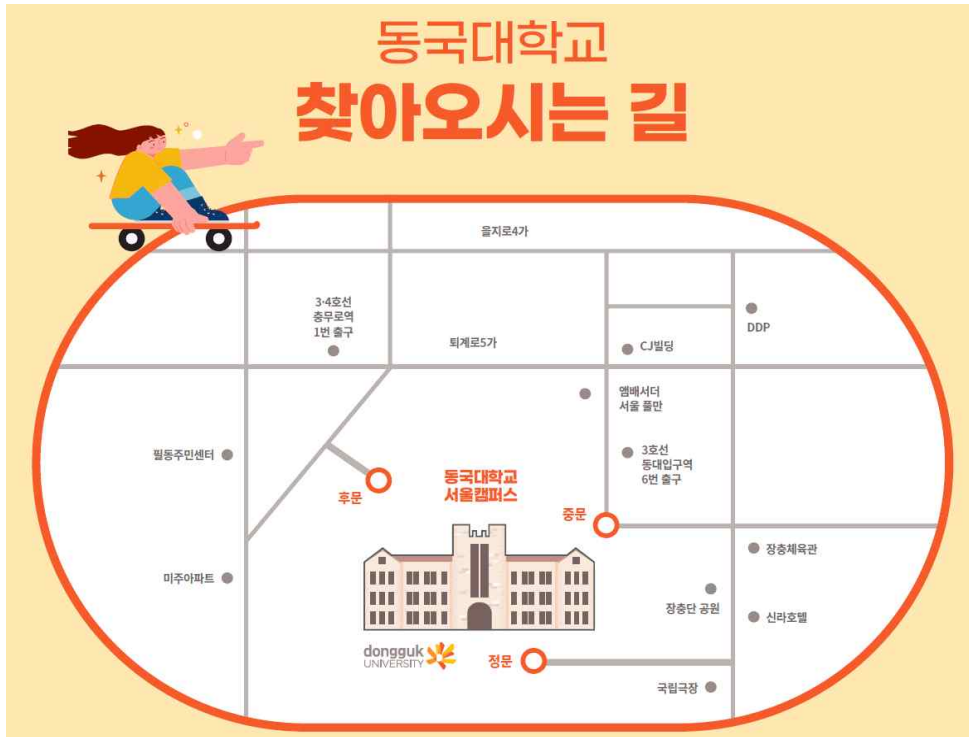 동국대학교
찾아오시는 길
을지로4가
3·4호선
충무로역
1번 출구
퇴계로5가
CJ빌딩
DDP
앰배서더
서울 풀만
3호선
동대입구역
6번 출구
필동주민센터
후문
동국대학교
서울캠퍼스
중문
장충체육관
미주아파트
장충단 공원
신라호텔
dongguk
UNIVERSITY
정문
국립극장